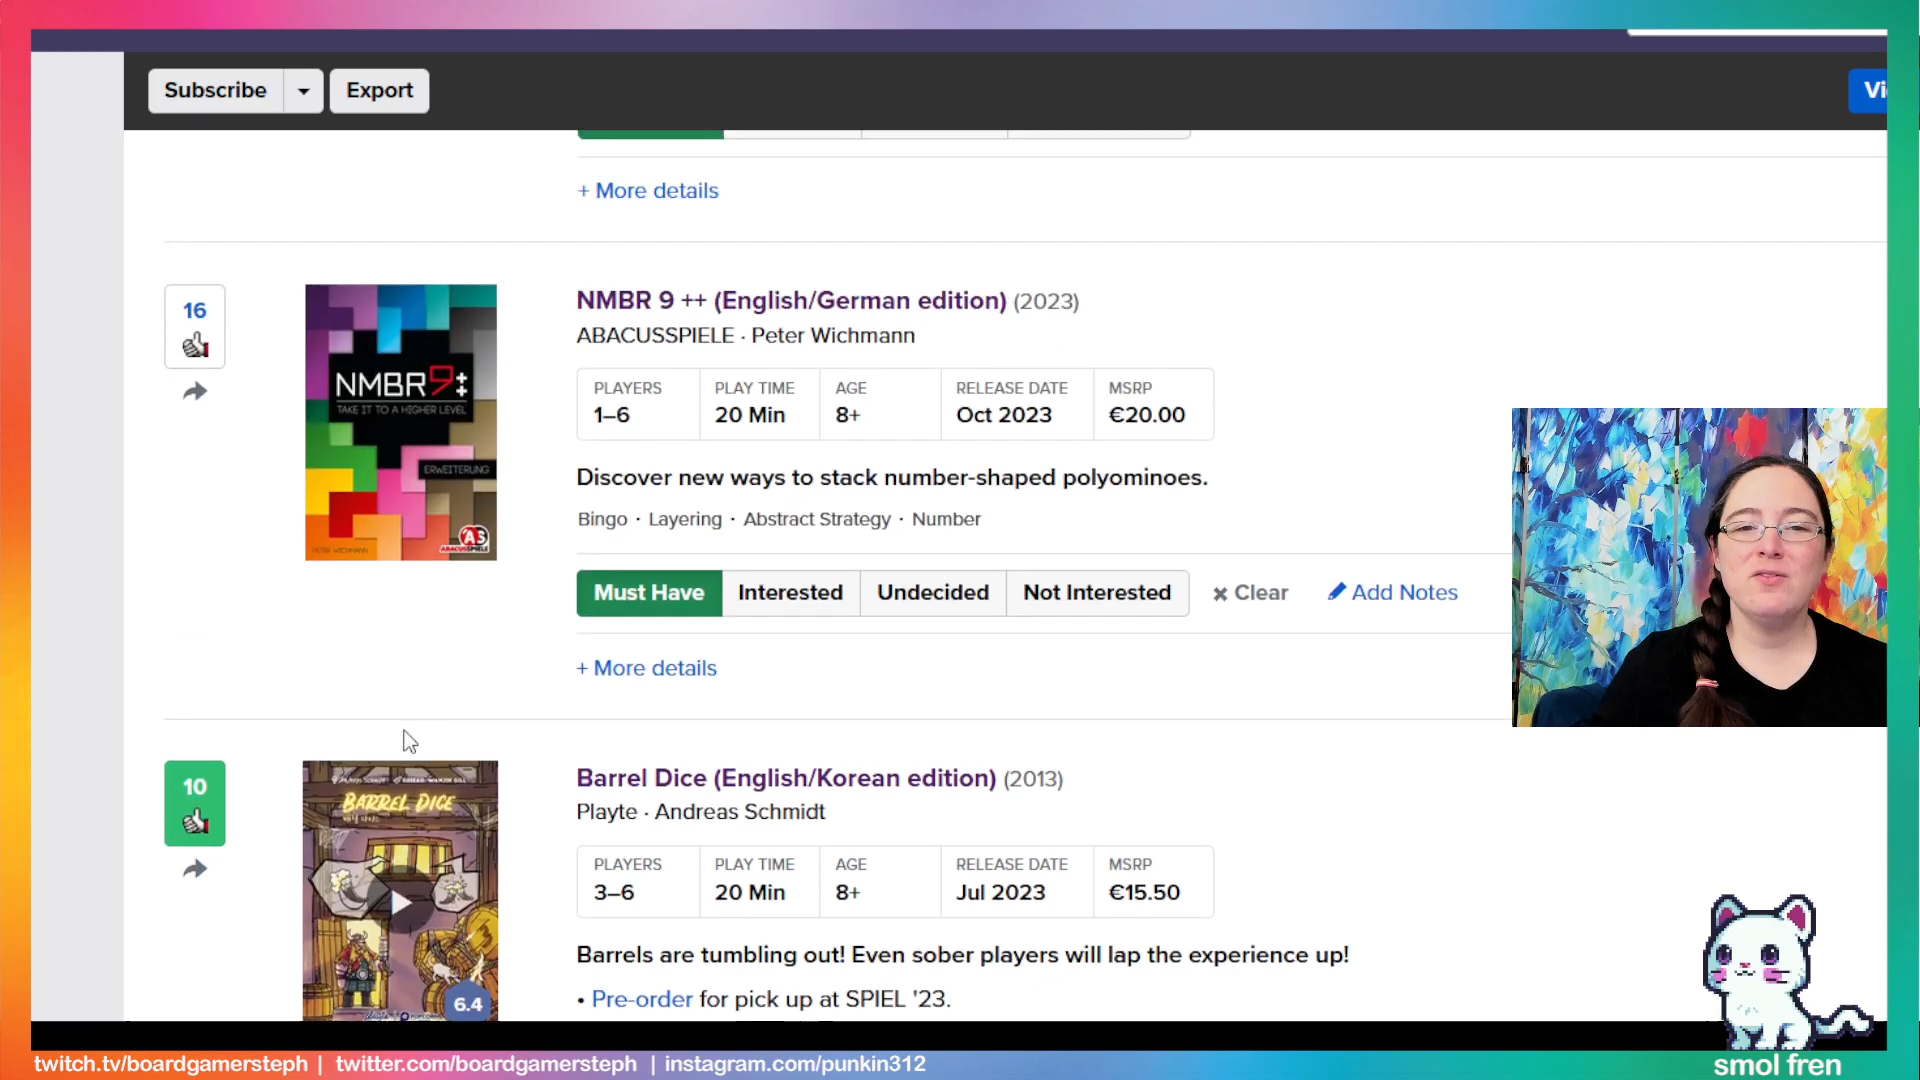 Subscribe
Export
Vi
+ More details
16
NMBR 9 ++ (English/German edition) (2023)
ABACUSSPIELE · Peter Wichmann
PLAYERS PLAY TIME AGE RELEASE DATE MSRP
1–6 20 Min 8+ Oct 2023 €20.00
NMBR 9++
TAKE IT TO A HIGHER LEVEL
ERWEITERUNG
PETER WICHMANN
AS
ABACUSSPIELE
Discover new ways to stack number-shaped polyominoes.
Bingo · Layering · Abstract Strategy · Number
Must Have Interested Undecided Not Interested × Clear Add Notes
+ More details
10
Barrel Dice (English/Korean edition) (2013)
Playte · Andreas Schmidt
PLAYERS PLAY TIME AGE RELEASE DATE MSRP
3–6 20 Min 8+ Jul 2023 €15.50
BARREL DICE
6.4
Barrels are tumbling out! Even sober players will lap the experience up!
• Pre-order for pick up at SPIEL '23.
twitch.tv/boardgamersteph | twitter.com/boardgamersteph | instagram.com/punkin312
smol fren